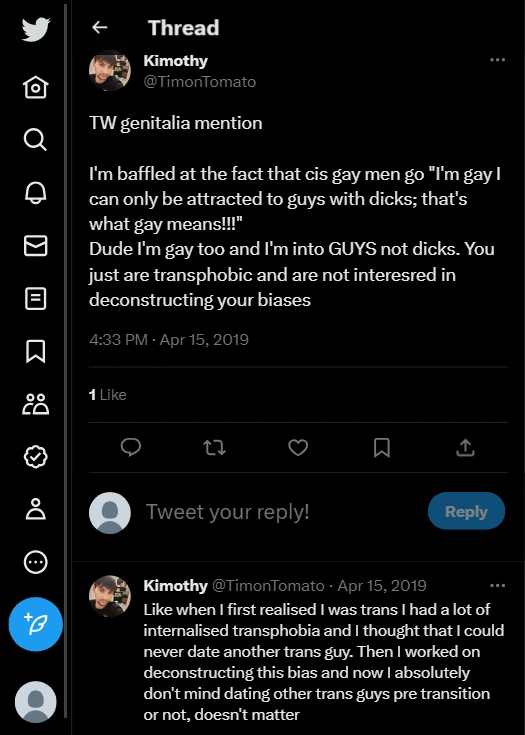 Thread
Kimothy
@TimonTomato
TW genitalia mention
I'm baffled at the fact that cis gay men go "I'm gay I
can only be attracted to guys with dicks; that's
what gay means!!!"
Dude I'm gay too and I'm into GUYS not dicks. You
just are transphobic and are not interesred in
deconstructing your biases
4:33 PM · Apr 15, 2019
1 Like
Tweet your reply!
Reply
Kimothy @TimonTomato · Apr 15, 2019
Like when I first realised I was trans I had a lot of
internalised transphobia and I thought that I could
never date another trans guy. Then I worked on
deconstructing this bias and now I absolutely
don't mind dating other trans guys pre transition
or not, doesn't matter